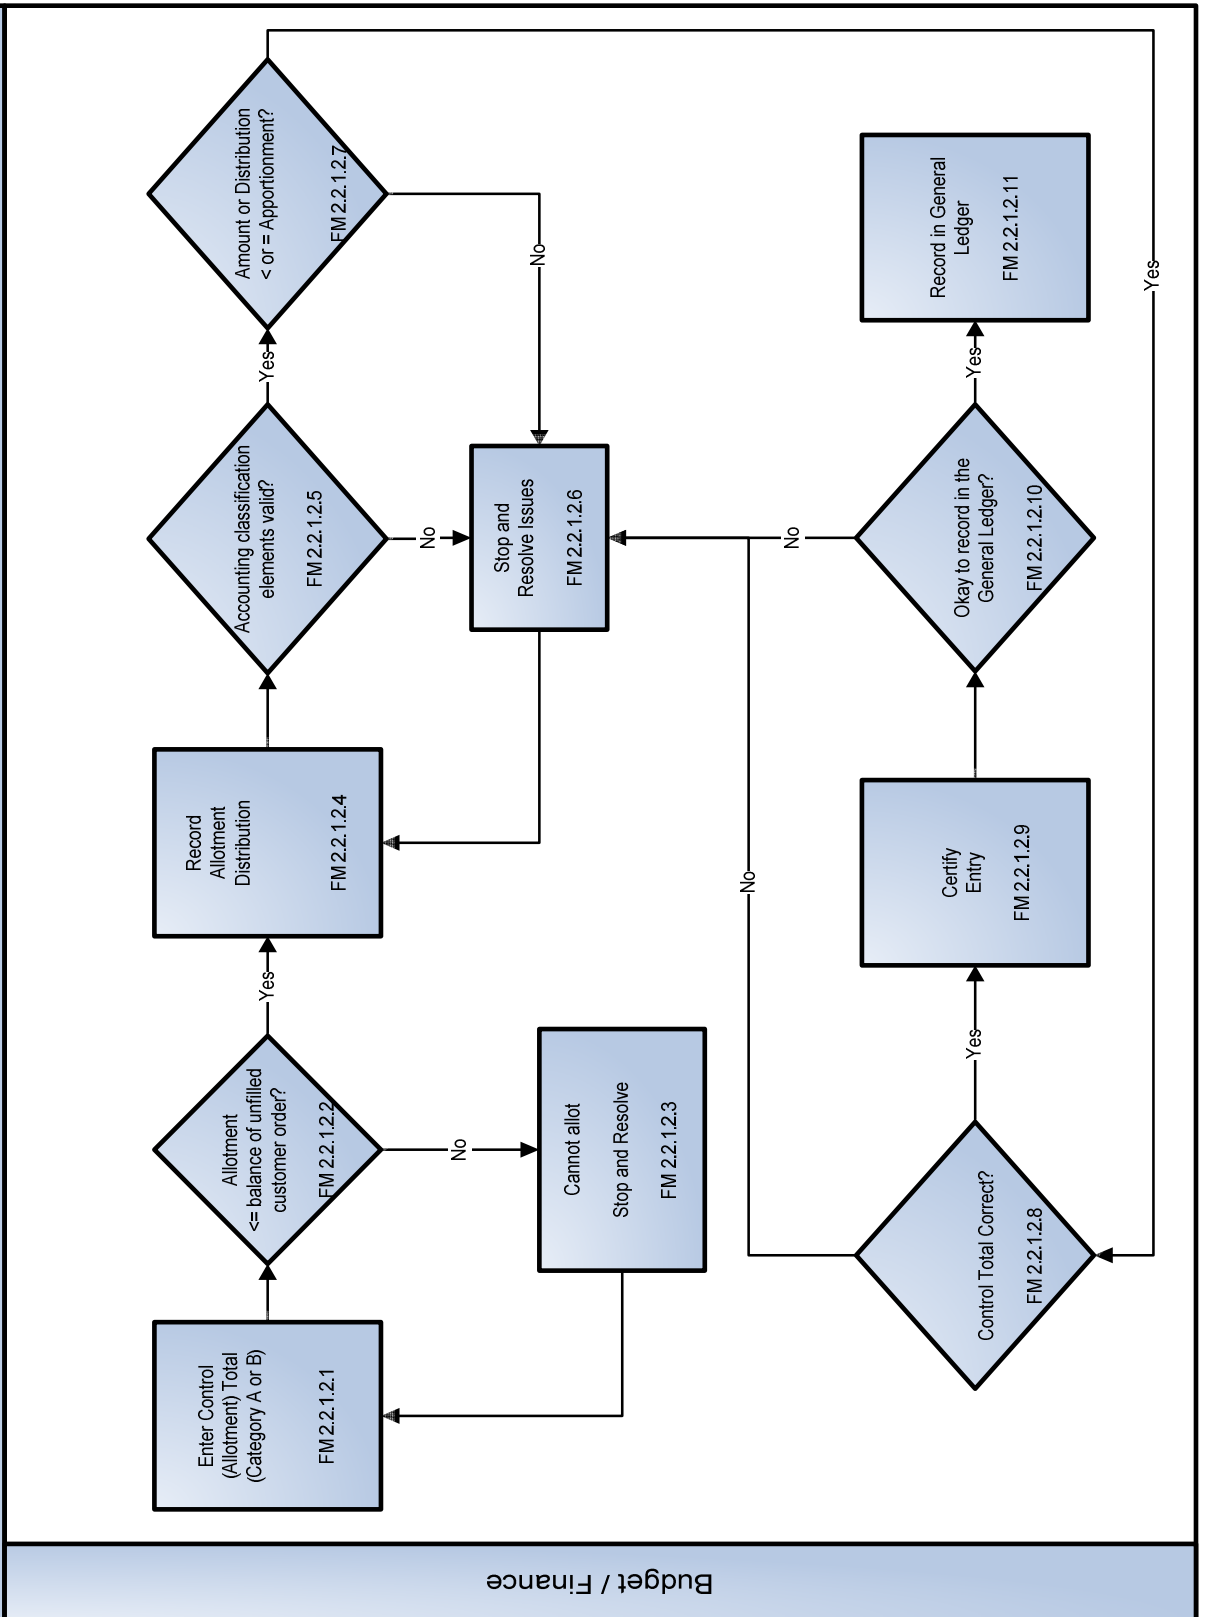 Budget / Finance
Enter Control
(Allotment) Total
(Category A or B)
FM 2.2.1.2.1
Allotment
<= balance of unfilled
customer order?
FM 2.2.1.2.2
No
Cannot allot
Stop and Resolve
FM 2.2.1.2.3
Yes
Record
Allotment
Distribution
FM 2.2.1.2.4
Accounting classification
elements valid?
FM 2.2.1.2.5
No
Stop and
Resolve Issues
FM 2.2.1.2.6
Yes
Amount or Distribution
< or = Apportionment?
FM 2.2.1.2.7
No
Yes
Control Total Correct?
FM 2.2.1.2.8
No
Yes
Certify
Entry
FM 2.2.1.2.9
Okay to record in the
General Ledger?
FM 2.2.1.2.10
No
Yes
Record in General
Ledger
FM 2.2.1.2.11